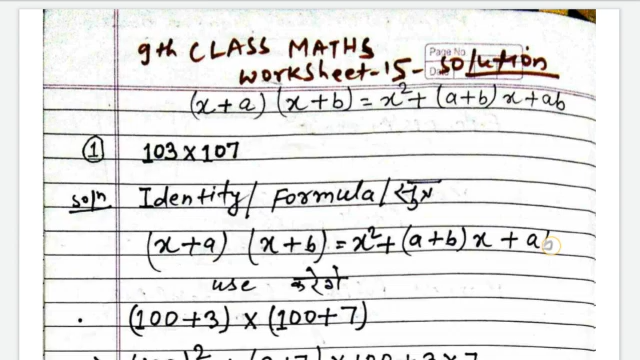 9th CLASS MATHS
Page No.
WORKSHEET-15-SOLUTION
(x+a) (x+b) = x²+ (a+b) x+ab
① 103×107
soln Identity/ Formula/ सूत्र
(x+a) (x+b) = x²+(a+b) x + ab
use करेगे
(100+3) × (100+7)